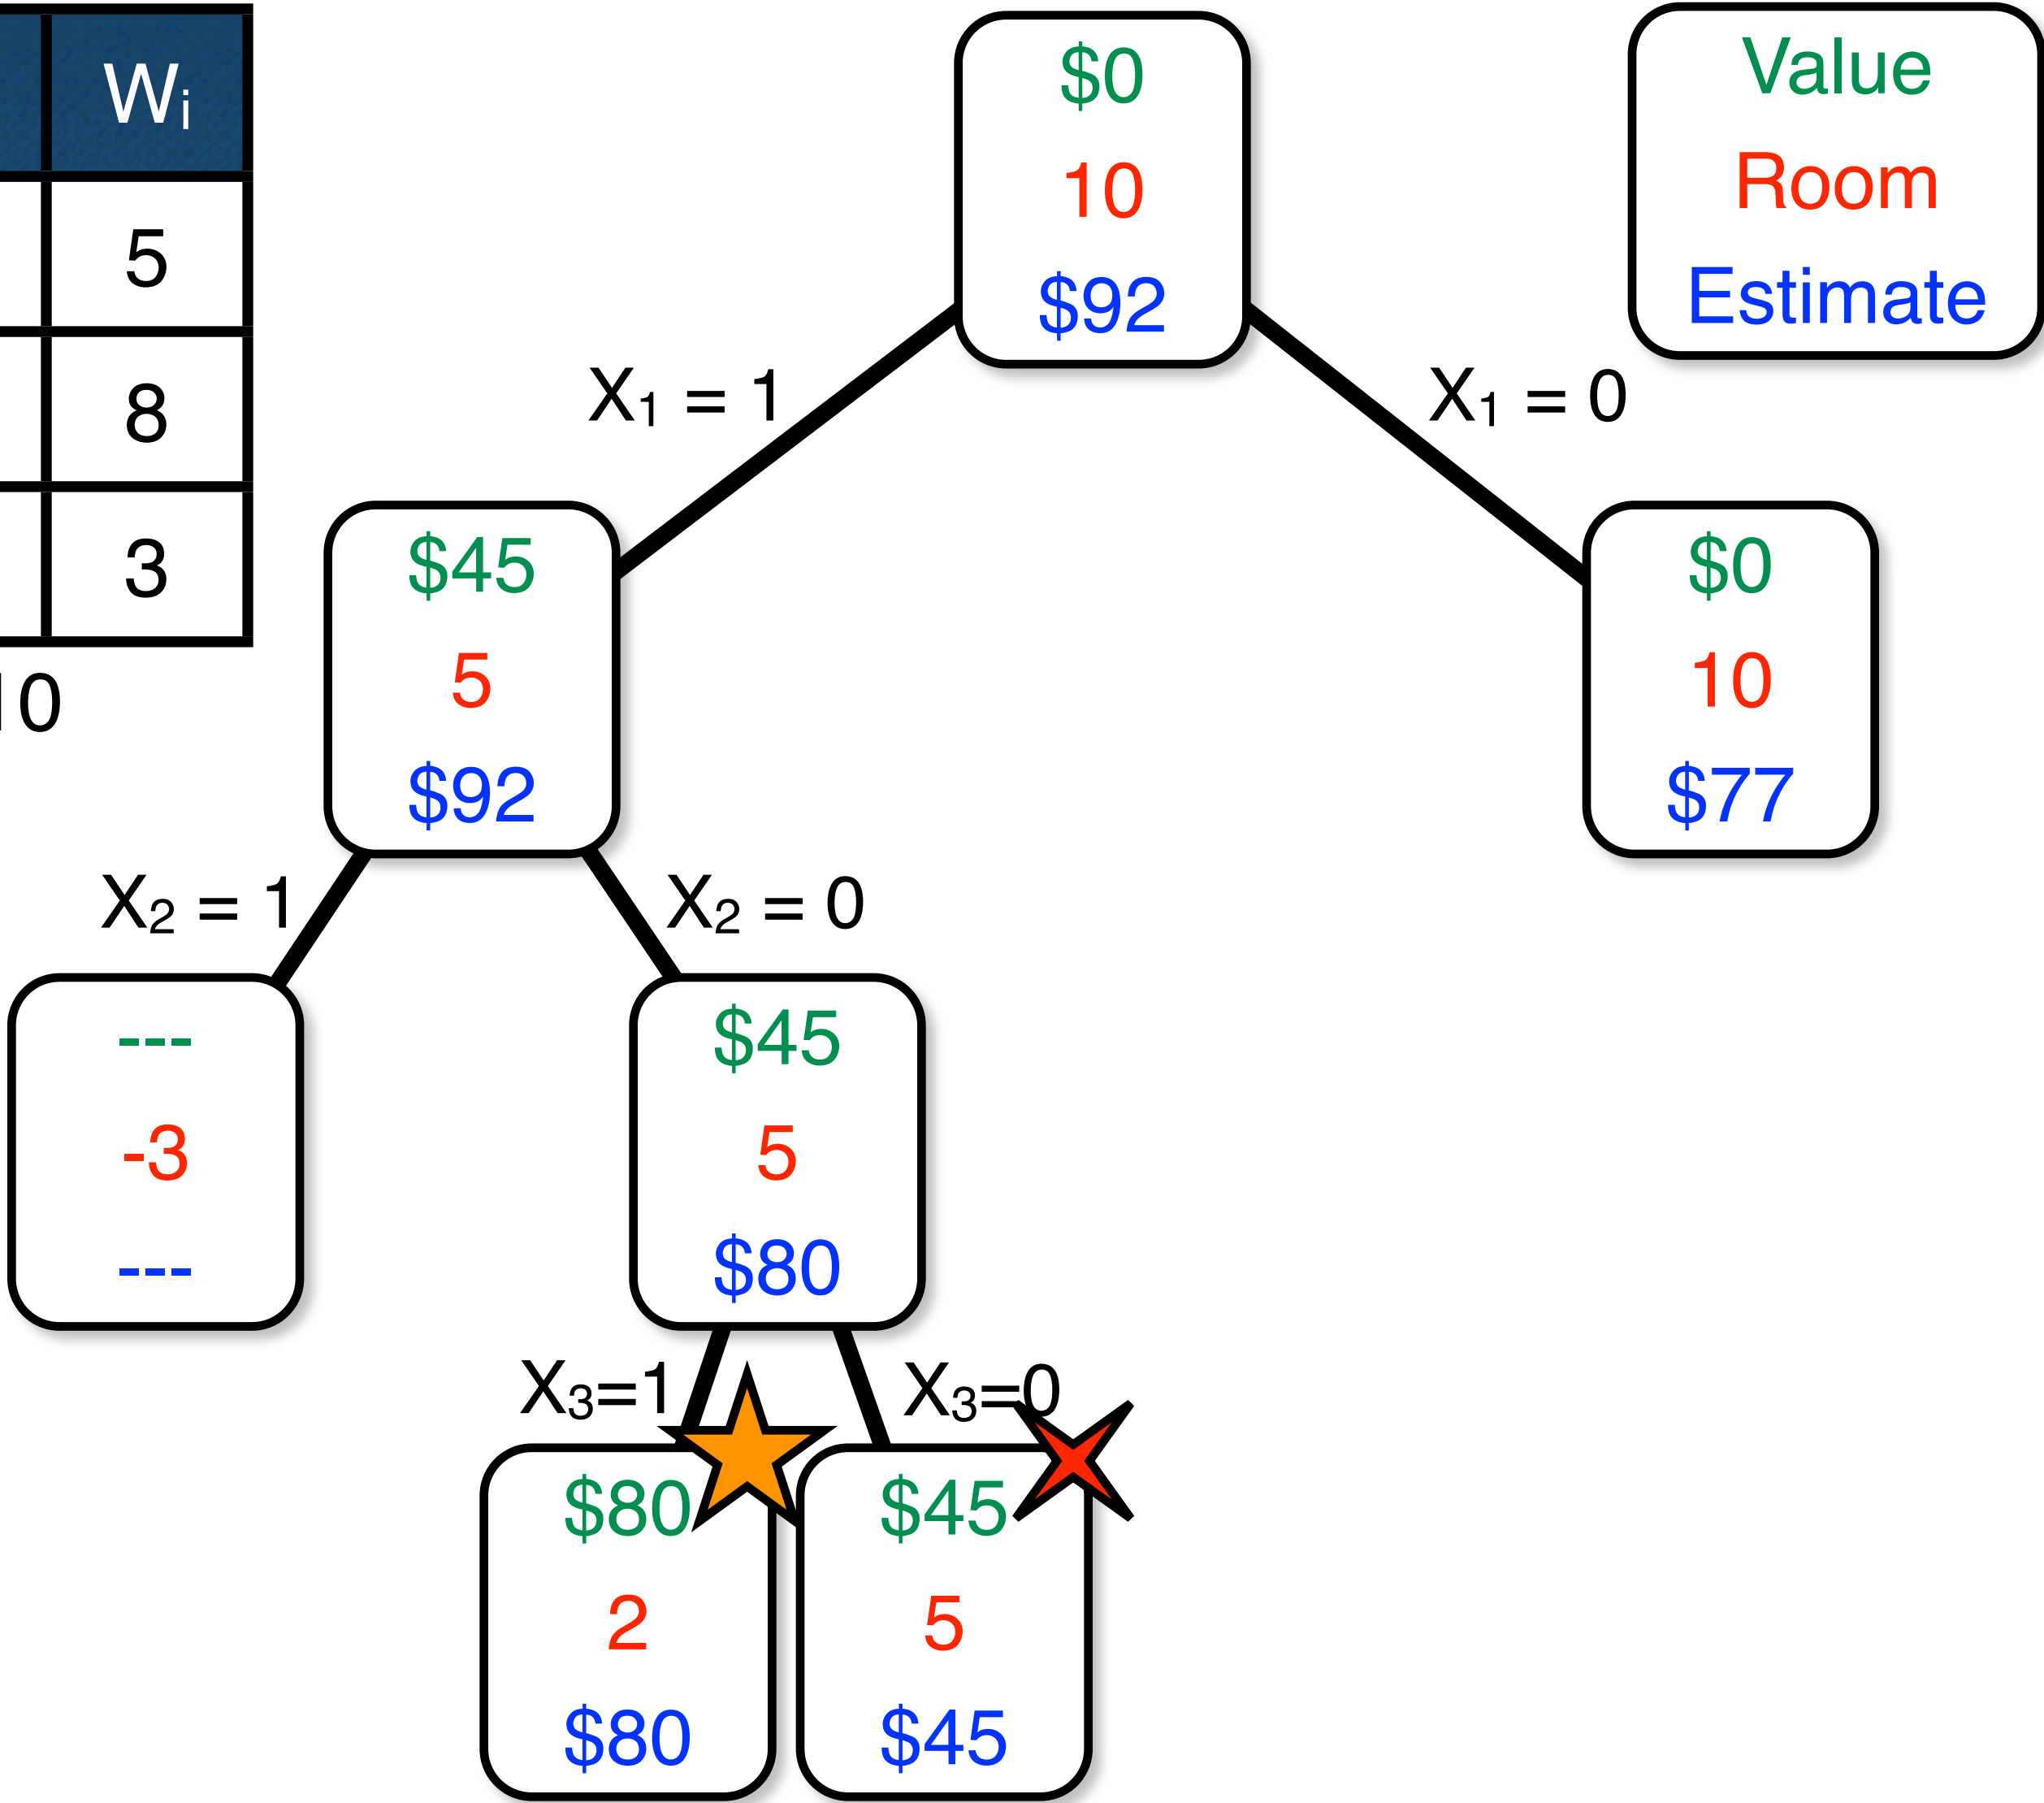 Wi
5
8
3
10
$0
10
$92
Value
Room
Estimate
X1 = 1
X1 = 0
$45
5
$92
$0
10
$77
X2 = 1
X2 = 0
---
-3
---
$45
5
$80
X3=1
X3=0
$80
2
$80
$45
5
$45